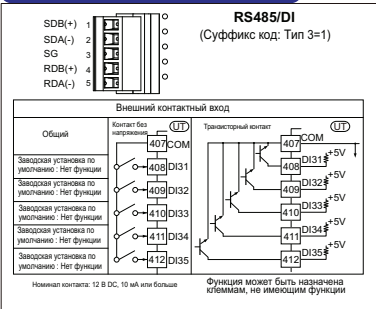 RS485/DI
(Суффикс код: Тип 3=1)
SDB(+) 1
SDA(-) 2
SG 3
RDB(+) 4
RDA(-) 5
Внешний контактный вход
Общий
Контакт без
напряжения
UT
Транзисторный контакт
UT
407 COM
407 COM
Заводская установка по
умолчанию : Нет функции
408 DI31
408 DI31 +5V
Заводская установка по
умолчанию : Нет функции
409 DI32
409 DI32 +5V
Заводская установка по
умолчанию : Нет функции
410 DI33
410 DI33 +5V
Заводская установка по
умолчанию : Нет функции
411 DI34
411 DI34 +5V
Заводская установка по
умолчанию : Нет функции
412 DI35
412 DI35 +5V
Номинал контакта: 12 В DC, 10 мА или больше
Функция может быть назначена
клеммам, не имеющим функции